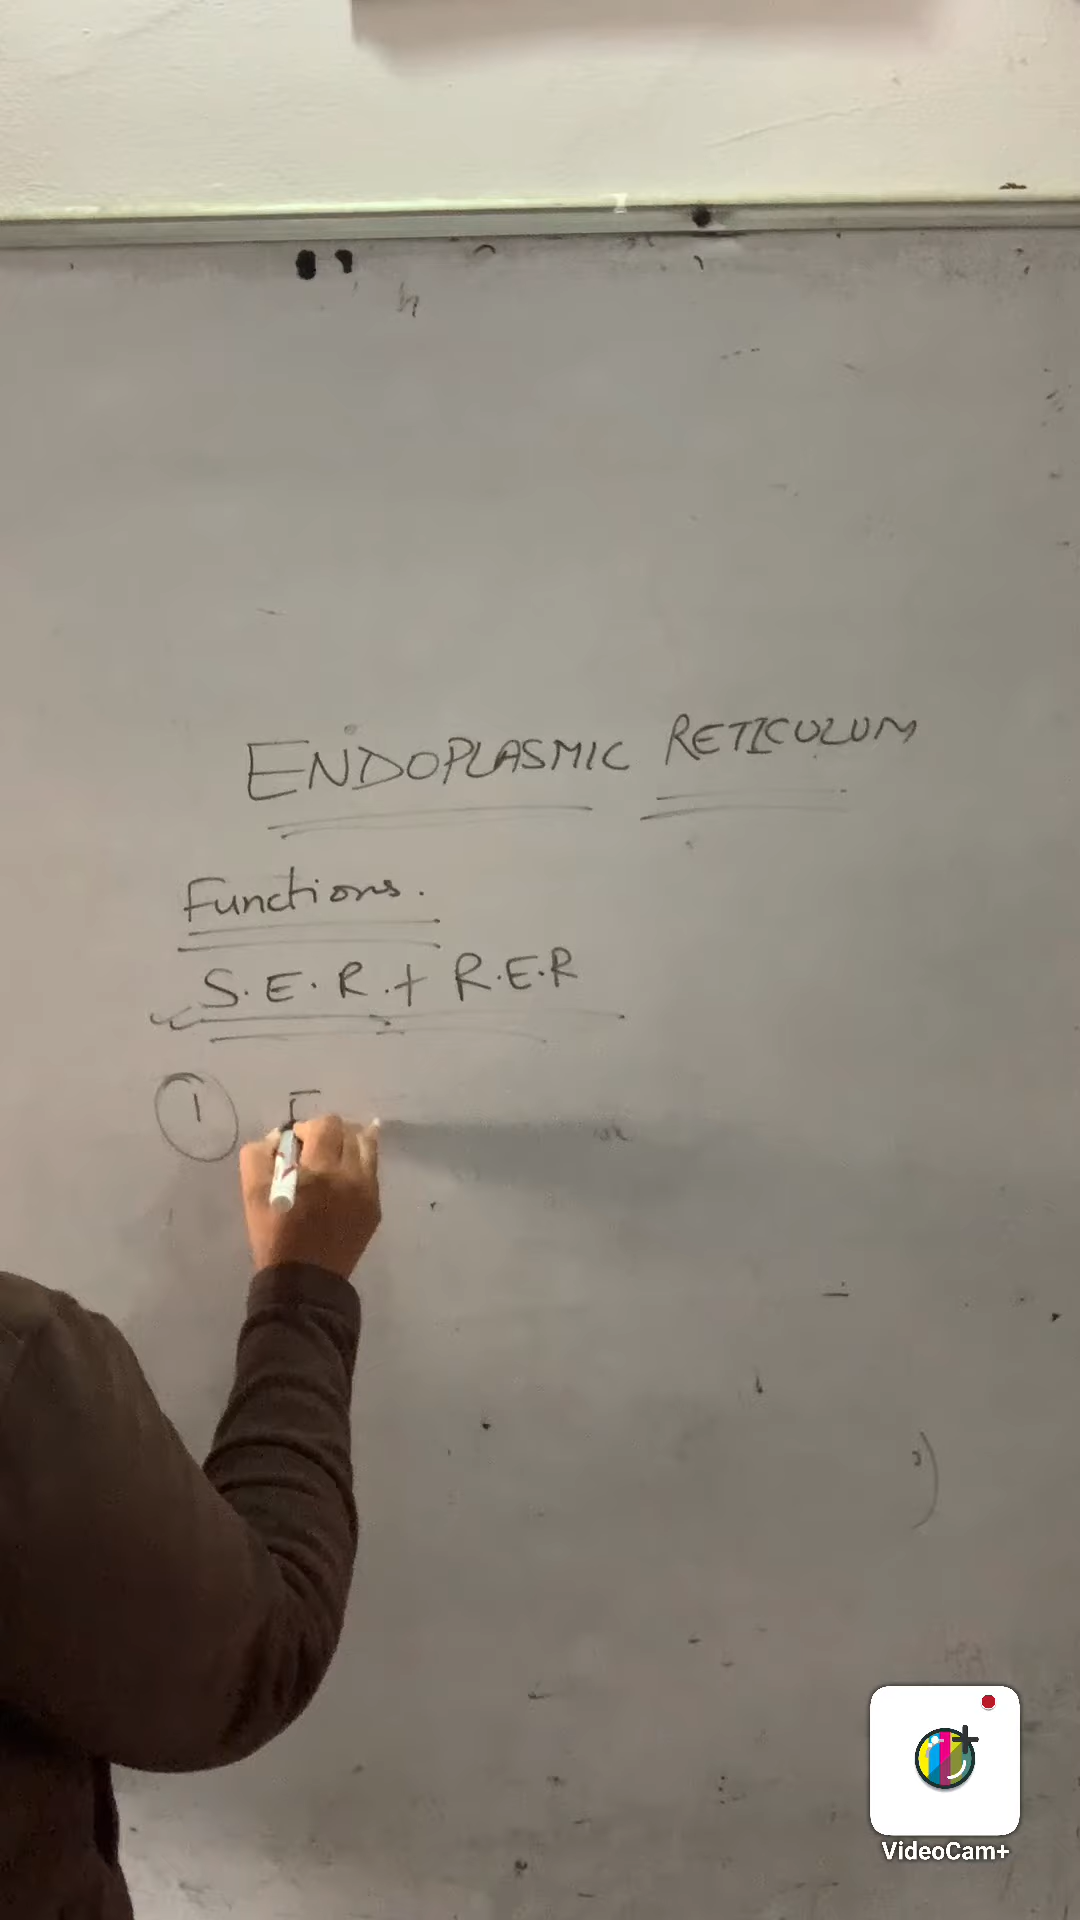 ENDOPLASMIC RETICULUM
Functions.
S.E.R. + R.E.R
1
VideoCam+